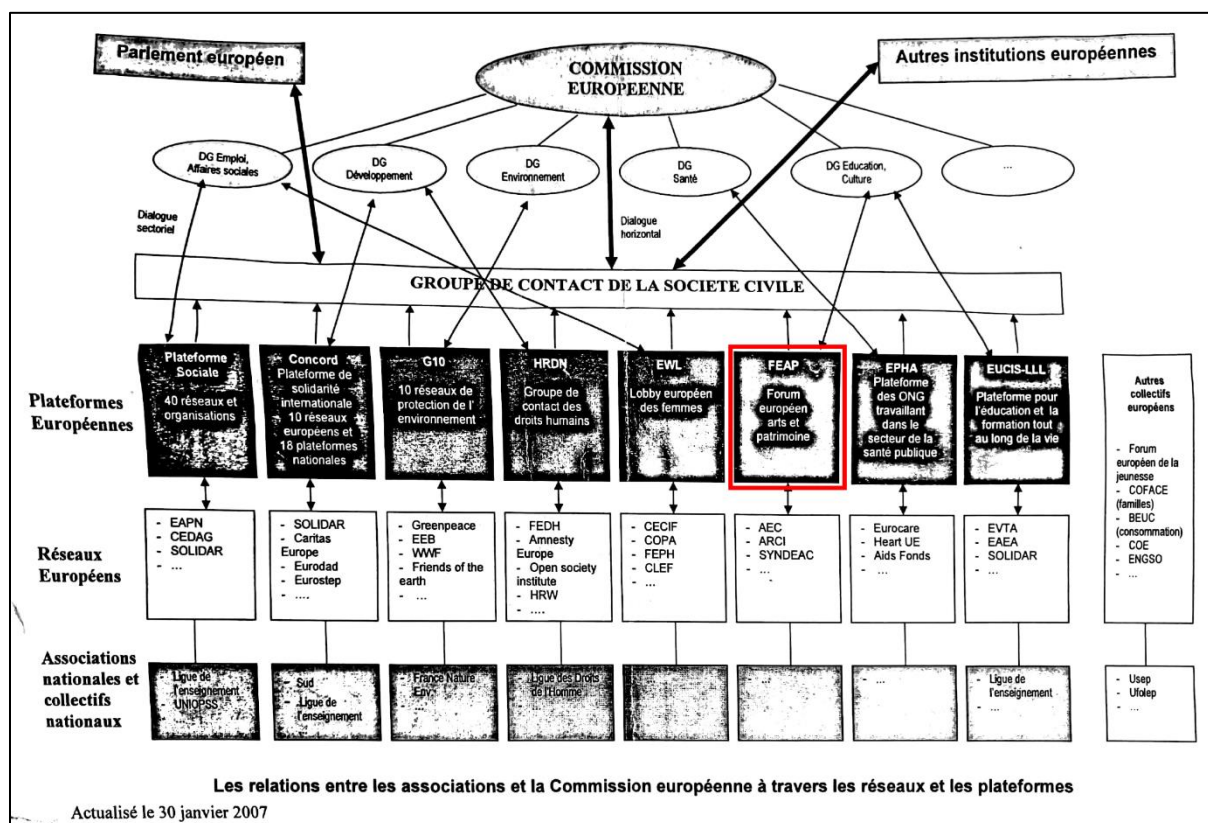 Parlement européen
COMMISSION
EUROPEENNE
Autres institutions européennes
DG Emploi,
Affaires sociales
DG
Développement
DG
Environnement
DG
Santé
DG Education,
Culture
...
Dialogue
sectoriel
Dialogue
horizontal
GROUPE DE CONTACT DE LA SOCIETE CIVILE
Plateformes
Européennes
Plateforme
Sociale
40 réseaux et
organisations
Concord
Plateforme de
solidarité
internationale
10 réseaux
européens et
18 plateformes
nationales
G10
10 réseaux de
protection de l'
environnement
HRDN
Groupe de
contact des
droits humains
EWL
Lobby européen
des femmes
FEAP
Forum
européen
arts et
patrimoine
EPHA
Plateforme
des ONG
travaillant
dans le
secteur de la
santé publique
EUCIS-LLL
Plateforme pour
l'éducation et la
formation tout
au long de la vie
Autres
collectifs
européens
- Forum
européen de la
jeunesse
- COFACE
(familles)
- BEUC
(consommation)
- COE
- ENGSO
- ...
Réseaux
Européens
- EAPN
- CEDAG
- SOLIDAR
- ...
- SOLIDAR
- Caritas
Europe
- Eurodad
- Eurostep
- ....
- Greenpeace
- EEB
- WWF
- Friends of the
earth
- ...
- FEDH
- Amnesty
Europe
- Open society
institute
- HRW
- ....
- CECIF
- COPA
- FEPH
- CLEF
- ...
- AEC
- ARCI
- SYNDEAC
- ...
- Eurocare
- Heart UE
- Aids Fonds
- ...
- EVTA
- EAEA
- SOLIDAR
- ...
Associations
nationales et
collectifs
nationaux
Ligue de
l'enseignement
UNIOPSS
- Sud
- Ligue de
l'enseignement
- France Nature
Env.
- Ligue des Droits
de l'Homme
- ...
- Ligue de
l'enseignement
- ...
- Usep
- Ufolep
- ...
Les relations entre les associations et la Commission européenne à travers les réseaux et les plateformes
Actualisé le 30 janvier 2007